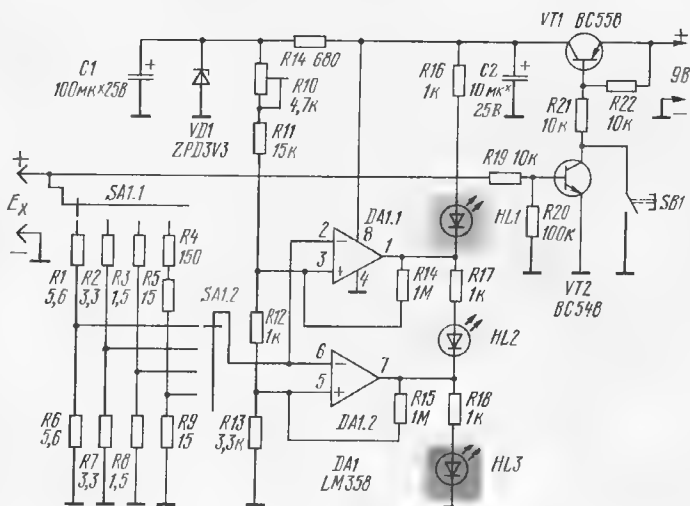 VT1 BC558
+
C1
100мк×25В
+
R14 680
R10
4,7к
R16
1к
C2
10мк×
25В
+
9В
–
R21
10к
R22
10к
VD1
ZPD3V3
R11
15к
R19 10к
SB1
+
Ex
–
SA1.1
R4
150
R1
5,6
R2
3,3
R3
1,5
R5
15
DA1.1
2
8
1
3
4
HL1
R20
100К
VT2
BC548
R14
1М
R17
1к
SA1.2
R12
1к
HL2
6
7
5
R15
1М
R18
1к
DA1.2
R6
5,6
R9
15
R13
3,3к
R7
3,3
R8
1,5
DA1
LM358
HL3